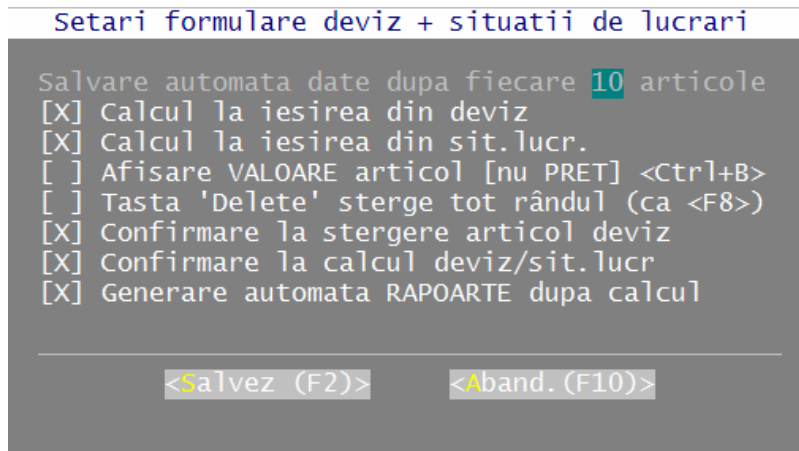 Setari formulare deviz + situatii de lucrari
Salvare automata date dupa fiecare 10 articole
[X] Calcul la iesirea din deviz
[X] Calcul la iesirea din sit.lucr.
[ ] Afisare VALOARE articol [nu PRET] <Ctrl+B>
[ ] Tasta 'Delete' sterge tot rândul (ca <F8>)
[X] Confirmare la stergere articol deviz
[X] Confirmare la calcul deviz/sit.lucr
[X] Generare automata RAPOARTE dupa calcul
<Salvez (F2)> <Aband.(F10)>